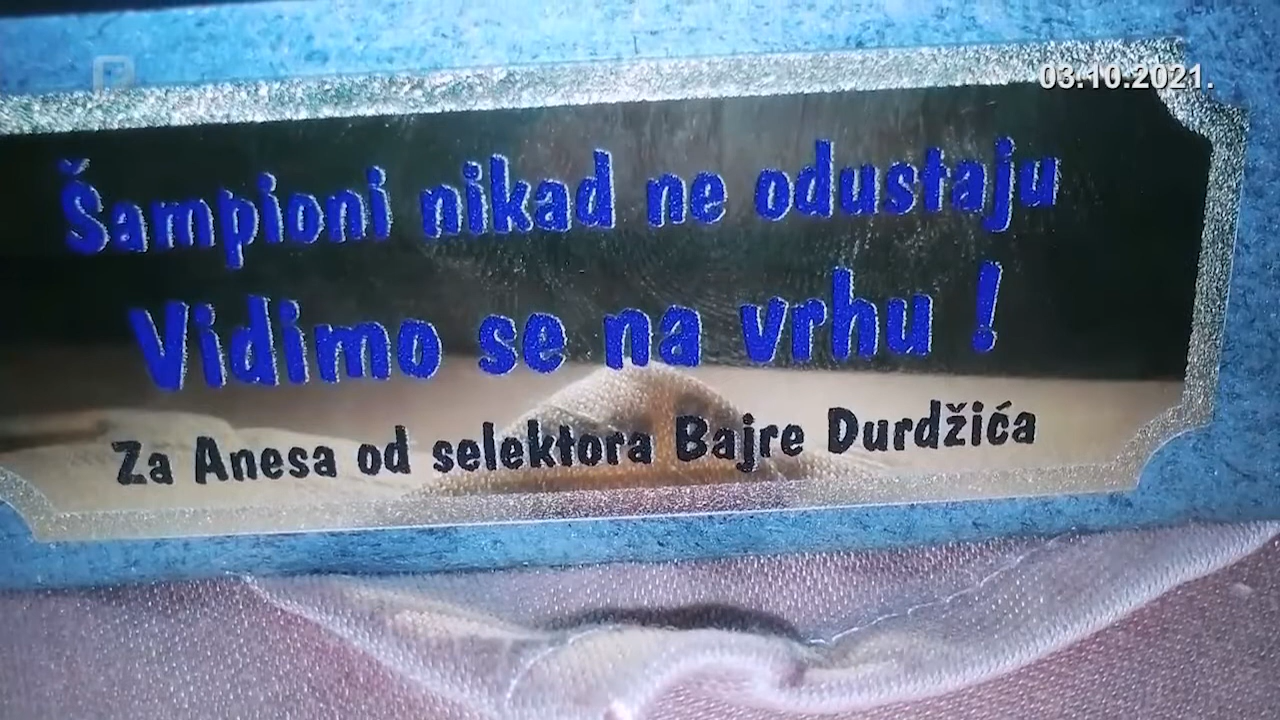 03.10.2021.
Šampioni nikad ne odustaju
Vidimo se na vrhu !
Za Anesa od selektora Bajre Durdžića